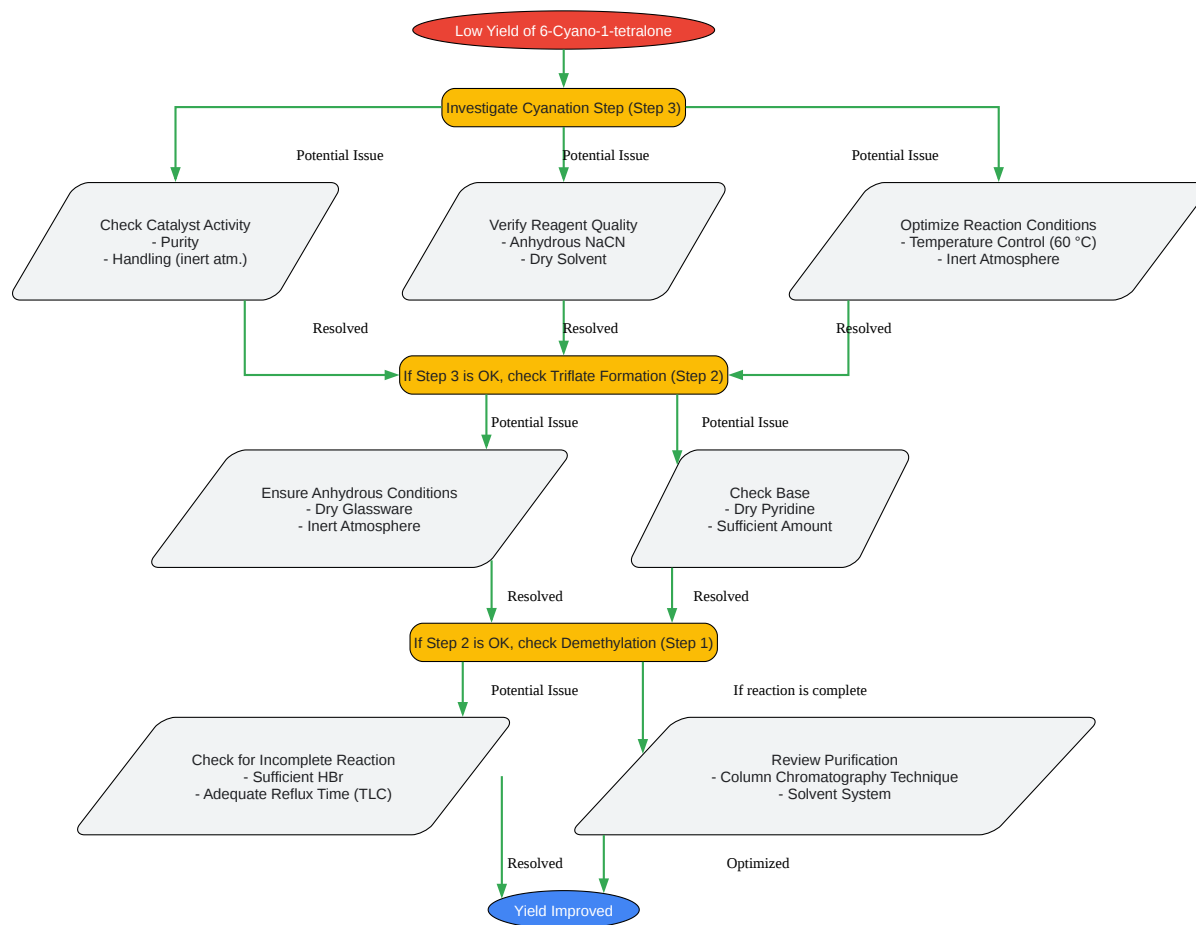 Low Yield of 6-Cyano-1-tetralone
Investigate Cyanation Step (Step 3)
Potential Issue
Potential Issue
Potential Issue
Check Catalyst Activity
- Purity
- Handling (inert atm.)
Verify Reagent Quality
- Anhydrous NaCN
- Dry Solvent
Optimize Reaction Conditions
- Temperature Control (60 °C)
- Inert Atmosphere
Resolved
Resolved
Resolved
If Step 3 is OK, check Triflate Formation (Step 2)
Potential Issue
Potential Issue
Ensure Anhydrous Conditions
- Dry Glassware
- Inert Atmosphere
Check Base
- Dry Pyridine
- Sufficient Amount
Resolved
Resolved
If Step 2 is OK, check Demethylation (Step 1)
Potential Issue
If reaction is complete
Check for Incomplete Reaction
- Sufficient HBr
- Adequate Reflux Time (TLC)
Review Purification
- Column Chromatography Technique
- Solvent System
Resolved
Optimized
Yield Improved